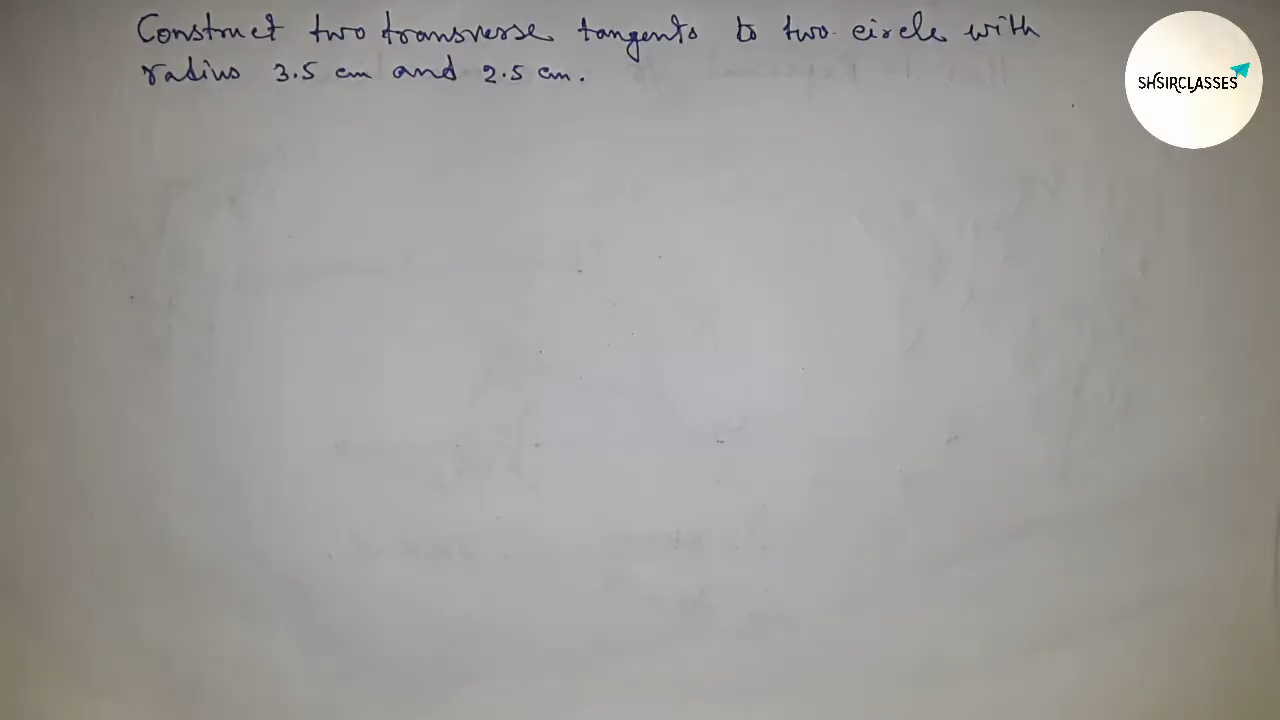 Construct two transverse tangents to two circle with
radius 3.5 cm and 2.5 cm.
SHSIRCLASSES